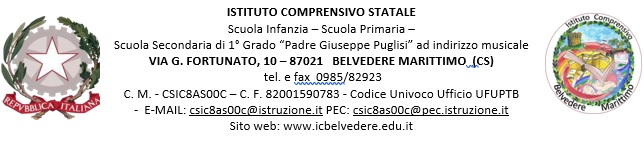 ISTITUTO COMPRENSIVO STATALE
Scuola Infanzia – Scuola Primaria –
Scuola Secondaria di 1° Grado “Padre Giuseppe Puglisi” ad indirizzo musicale
VIA G. FORTUNATO, 10 – 87021 BELVEDERE MARITTIMO (CS)
tel. e fax 0985/82923
C. M. - CSIC8AS00C – C. F. 82001590783 - Codice Univoco Ufficio UFUPTB
- E-MAIL: csic8as00c@istruzione.it PEC: csic8as00c@pec.istruzione.it
Sito web: www.icbelvedere.edu.it
REPVBBLICA ITALIANA
Istituto Comprensivo
Belvedere Marittimo